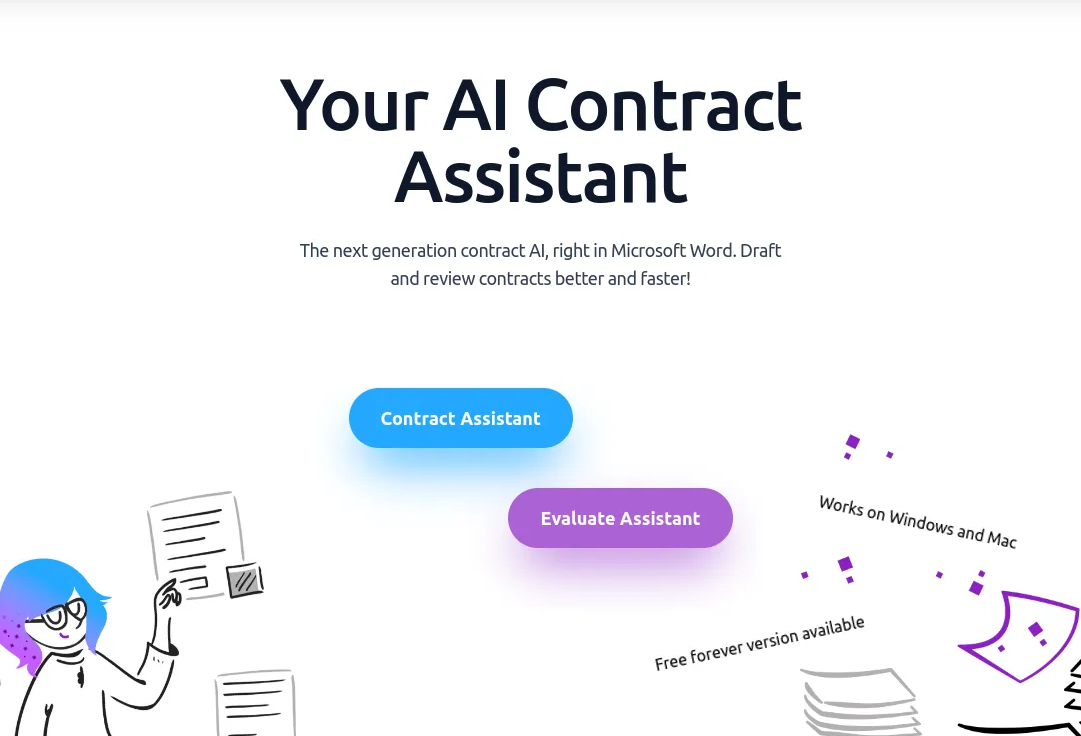 Your AI Contract
Assistant
The next generation contract AI, right in Microsoft Word. Draft
and review contracts better and faster!
Contract Assistant
Evaluate Assistant
Works on Windows and Mac
Free forever version available